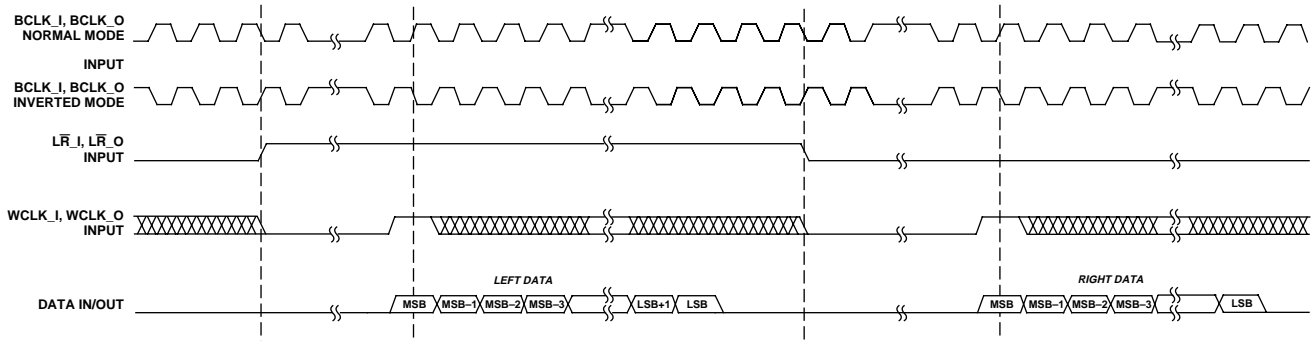 BCLK_I, BCLK_O
NORMAL MODE
INPUT
BCLK_I, BCLK_O
INVERTED MODE
LR̅_I, LR̅_O
INPUT
WCLK_I, WCLK_O
INPUT
LEFT DATA
RIGHT DATA
DATA IN/OUT
MSB MSB–1 MSB–2 MSB–3 LSB+1 LSB MSB MSB–1 MSB–2 MSB–3 LSB